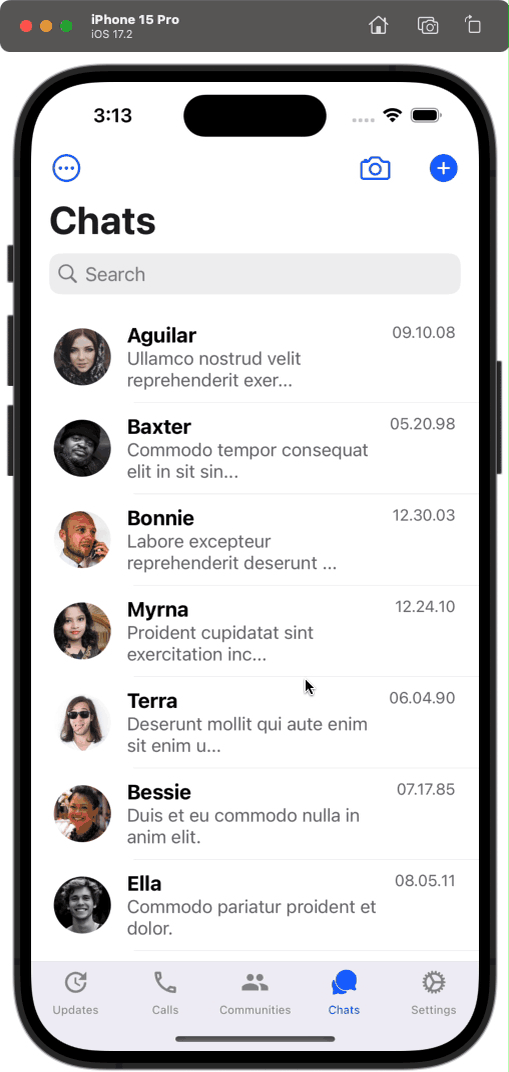 iPhone 15 Pro
iOS 17.2
3:13
Chats
Search
Aguilar
09.10.08
Ullamco nostrud velit
reprehenderit exer...
Baxter
05.20.98
Commodo tempor consequat
elit in sit sin...
Bonnie
12.30.03
Labore excepteur
reprehenderit deserunt ...
Myrna
12.24.10
Proident cupidatat sint
exercitation inc...
Terra
06.04.90
Deserunt mollit qui aute enim
sit enim u...
Bessie
07.17.85
Duis et eu commodo nulla in
anim elit.
Ella
08.05.11
Commodo pariatur proident et
dolor.
Updates
Calls
Communities
Chats
Settings